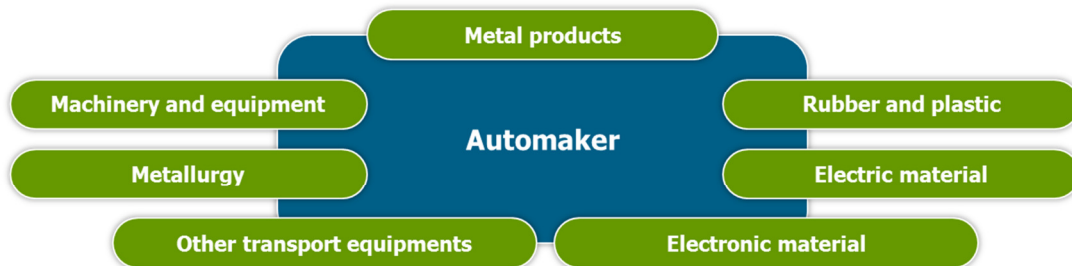 Metal products
Machinery and equipment
Rubber and plastic
Automaker
Metallurgy
Electric material
Other transport equipments
Electronic material